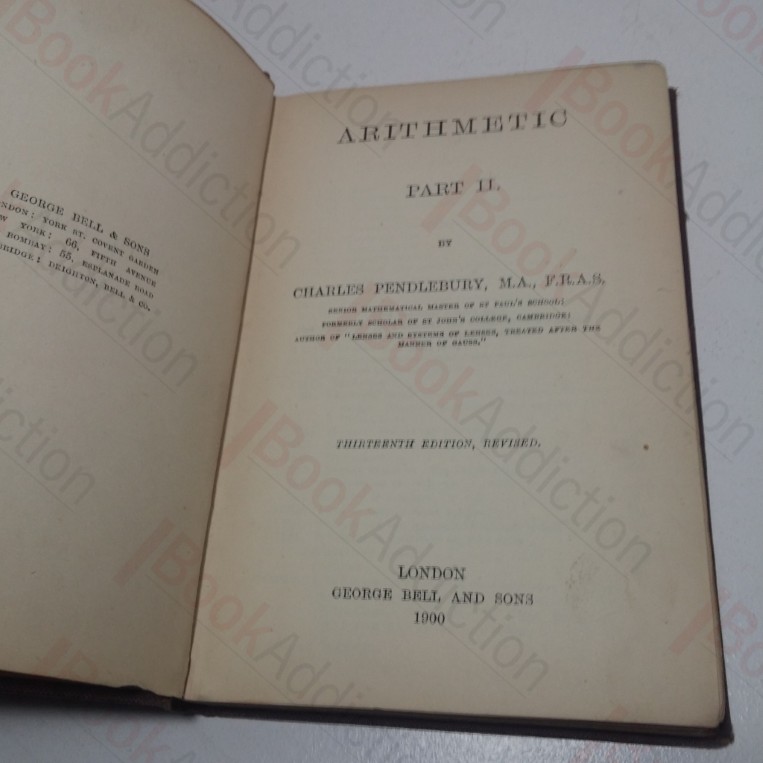 GEORGE BELL & SONS
LONDON: YORK ST. COVENT GARDEN
YORK: 66, FIFTH AVENUE
BOMBAY: 53, ESPLANADE ROAD
BRIDGE: DEIGHTON, BELL & CO.
ARITHMETIC
PART II.
BY
CHARLES PENDLEBURY, M.A., F.R.A.S.
SENIOR MATHEMATICAL MASTER OF ST PAUL'S SCHOOL;
FORMERLY SCHOLAR OF ST JOHN'S COLLEGE, CAMBRIDGE;
AUTHOR OF "LENSES AND SYSTEMS OF LENSES, TREATED AFTER THE
MANNER OF GAUSS."
THIRTEENTH EDITION, REVISED.
LONDON
GEORGE BELL AND SONS
1900
BookAddiction